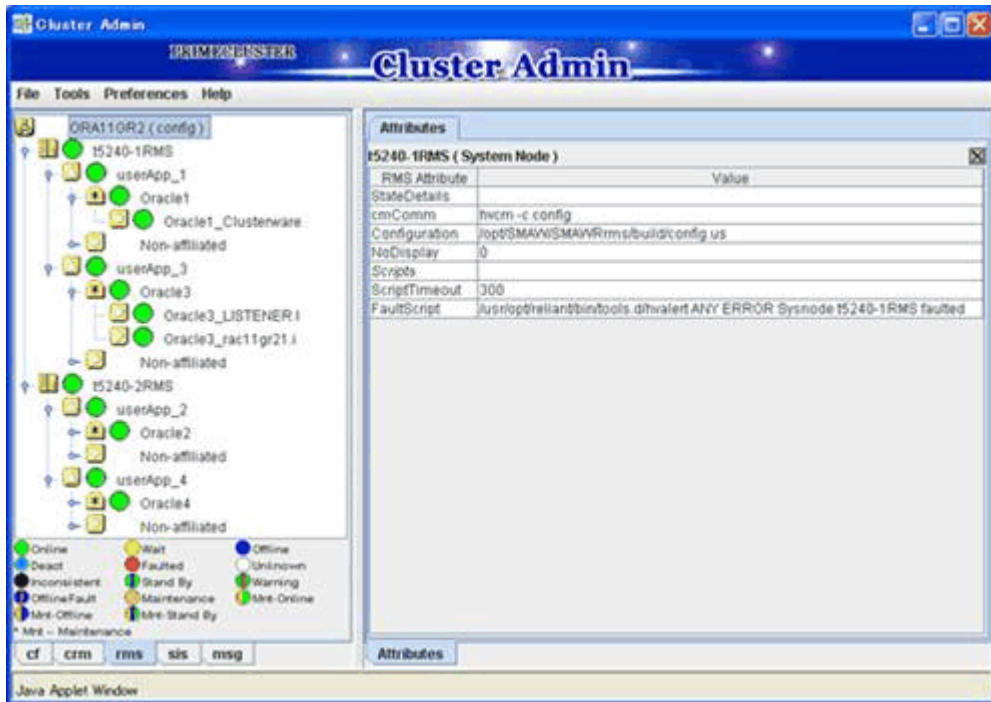 Cluster Admin
PRIMECLUSTER
Cluster Admin
File Tools Preferences Help
ORA11GR2 ( config )
t5240-1RMS
userApp_1
Oracle1
Oracle1_Clusterware
Non-affiliated
userApp_3
Oracle3
Oracle3_LISTENER.l
Oracle3_rac11gr21.i
Non-affiliated
t5240-2RMS
userApp_2
Oracle2
Non-affiliated
userApp_4
Oracle4
Non-affiliated
Online Wait Offline
Deact Faulted Unknown
Inconsistent Stand By Warning
OfflineFault Maintenance Mnt-Online
Mnt-Offline Mnt-Stand By
* Mnt -- Maintenance
cf crm rms sis msg
Attributes
t5240-1RMS ( System Node )
RMS Attribute Value
StateDetails
cmComm hvcm -c config
Configuration /opt/SMAW/SMAWRrms/build/config.us
NoDisplay 0
Scripts
ScriptTimeout 300
FaultScript /usr/opt/reliant/bin/tools.d/hvalert ANY ERROR Sysnode t5240-1RMS faulted
Attributes
Java Applet Window